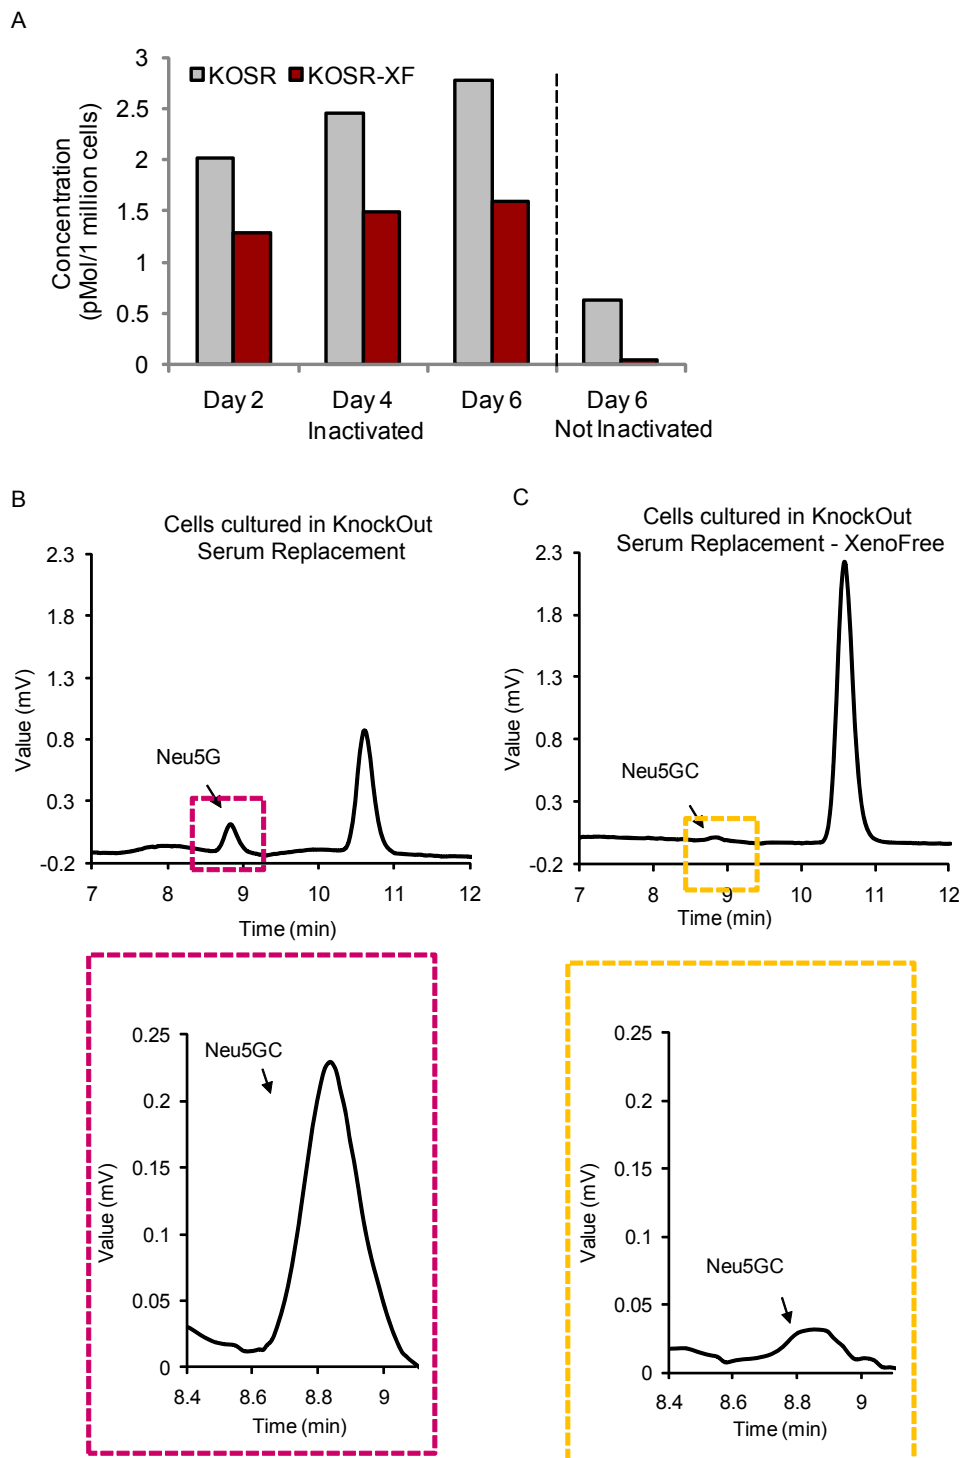 A
KOSR KOSR-XF
Concentration
(pMol/1 million cells)
3
2.5
2
1.5
1
0.5
0
Day 2 Day 4 Day 6 Day 6
Inactivated Not Inactivated
B
Cells cultured in KnockOut
Serum Replacement
Value (mV)
2.3
1.8
1.3
0.8
0.3
-0.2
Neu5G
7 8 9 10 11 12
Time (min)
C
Cells cultured in KnockOut
Serum Replacement - XenoFree
Value (mV)
2.3
1.8
1.3
0.8
0.3
-0.2
Neu5GC
7 8 9 10 11 12
Time (min)
Value (mV)
0.25
0.2
0.15
0.1
0.05
0
Neu5GC
8.4 8.6 8.8 9
Time (min)
Value (mV)
0.25
0.2
0.15
0.1
0.05
0
Neu5GC
8.4 8.6 8.8 9
Time (min)